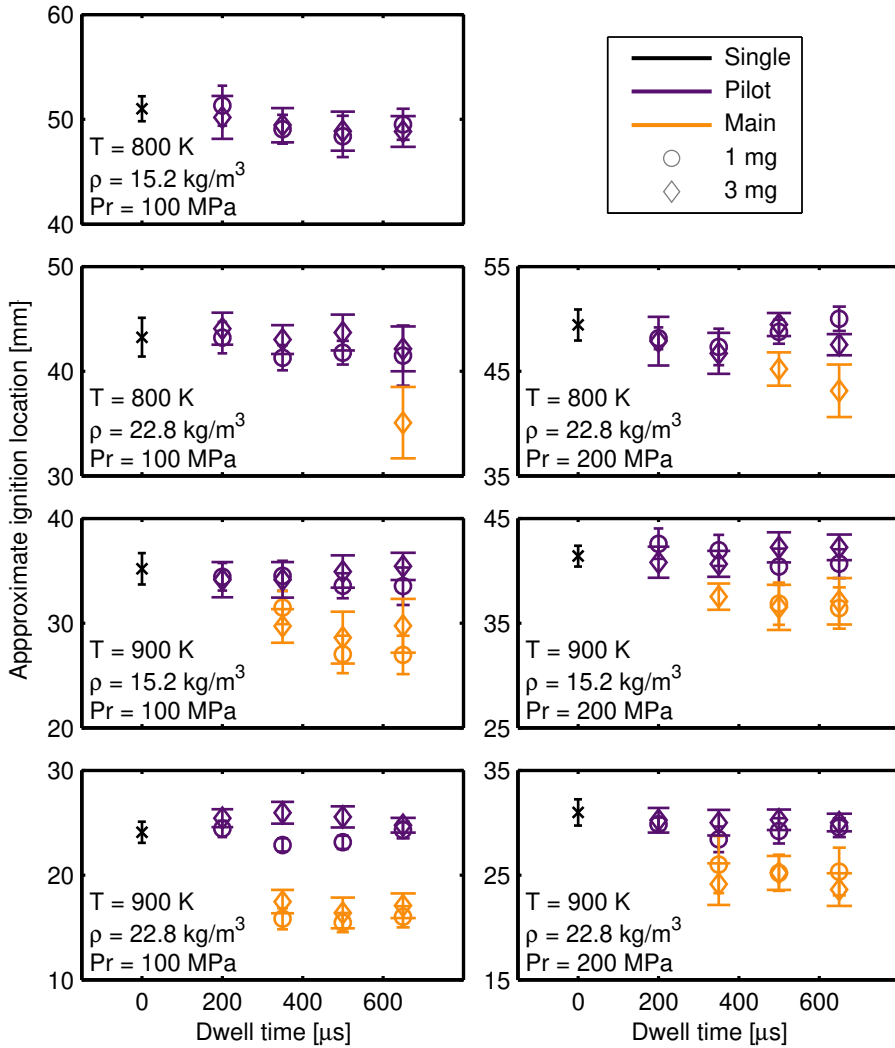 Appproximate ignition location [mm]
60
50
40
T = 800 K
ρ = 15.2 kg/m³
Pr = 100 MPa
Single
Pilot
Main
1 mg
3 mg
50
40
30
T = 800 K
ρ = 22.8 kg/m³
Pr = 100 MPa
55
45
35
T = 800 K
ρ = 22.8 kg/m³
Pr = 200 MPa
40
30
20
T = 900 K
ρ = 15.2 kg/m³
Pr = 100 MPa
45
35
25
T = 900 K
ρ = 15.2 kg/m³
Pr = 200 MPa
30
20
10
T = 900 K
ρ = 22.8 kg/m³
Pr = 100 MPa
0 200 400 600
Dwell time [μs]
35
25
15
T = 900 K
ρ = 22.8 kg/m³
Pr = 200 MPa
0 200 400 600
Dwell time [μs]